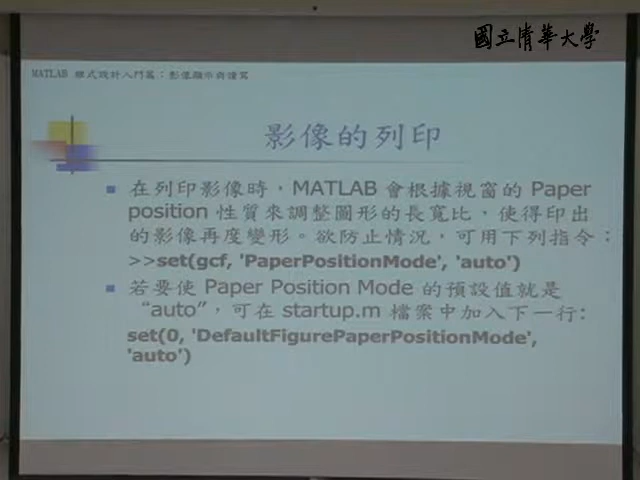 國立清華大學
MATLAB 程式設計入門篇：影像顯示與讀寫
影像的列印
在列印影像時，MATLAB 會根據視窗的 Paper
position 性質來調整圖形的長寬比，使得印出
的影像再度變形。欲防止情況，可用下列指令：
>>set(gcf, 'PaperPositionMode', 'auto')
若要使 Paper Position Mode 的預設值就是
“auto”，可在 startup.m 檔案中加入下一行:
set(0, 'DefaultFigurePaperPositionMode',
'auto')